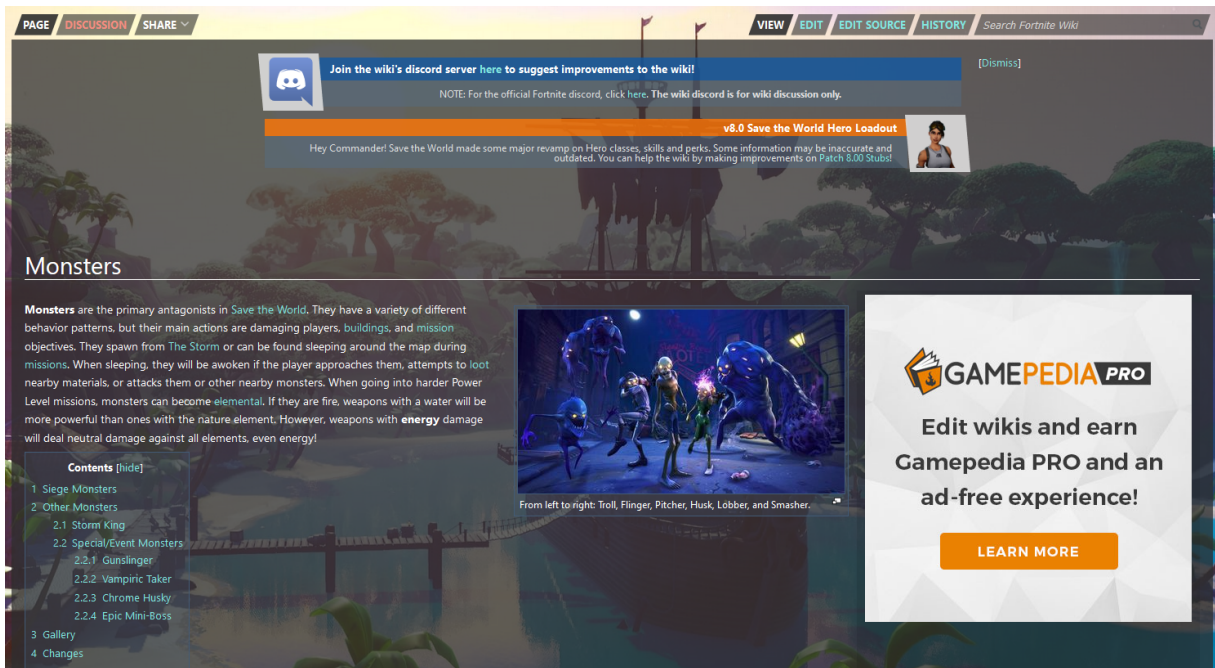 PAGE DISCUSSION SHARE VIEW EDIT EDIT SOURCE HISTORY Search Fortnite Wiki
Join the wiki's discord server here to suggest improvements to the wiki!
[Dismiss]
NOTE: For the official Fortnite discord, click here. The wiki discord is for wiki discussion only.
v8.0 Save the World Hero Loadout
Hey Commander! Save the World made some major revamp on Hero classes, skills and perks. Some information may be inaccurate and
outdated. You can help the wiki by making improvements on Patch 8.00 Stubs!
Monsters
Monsters are the primary antagonists in Save the World. They have a variety of different
behavior patterns, but their main actions are damaging players, buildings, and mission
objectives. They spawn from The Storm or can be found sleeping around the map during
missions. When sleeping, they will be awoken if the player approaches them, attempts to loot
nearby materials, or attacks them or other nearby monsters. When going into harder Power
Level missions, monsters can become elemental. If they are fire, weapons with a water will be
more powerful than ones with the nature element. However, weapons with energy damage
will deal neutral damage against all elements, even energy!
Contents [hide]
1 Siege Monsters
2 Other Monsters
2.1 Storm King
2.2 Special/Event Monsters
2.2.1 Gunslinger
2.2.2 Vampiric Taker
2.2.3 Chrome Husky
2.2.4 Epic Mini-Boss
3 Gallery
4 Changes
From left to right: Troll, Flinger, Pitcher, Husk, Lobber, and Smasher.
GAMEPEDIA PRO
Edit wikis and earn
Gamepedia PRO and an
ad-free experience!
LEARN MORE